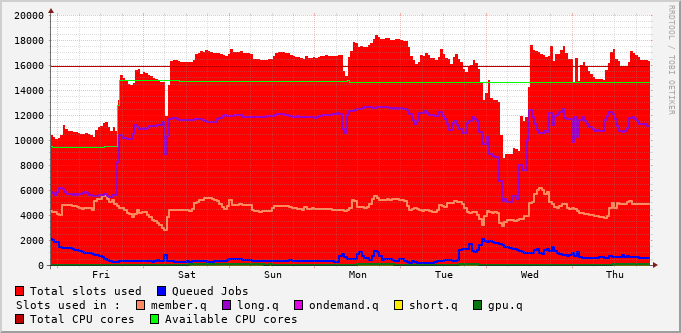 RRDTOOL / TOBI OETIKER
20000
18000
16000
14000
12000
10000
8000
6000
4000
2000
0
Fri Sat Sun Mon Tue Wed Thu
Total slots used Queued Jobs
Slots used in : member.q long.q ondemand.q short.q gpu.q
Total CPU cores Available CPU cores